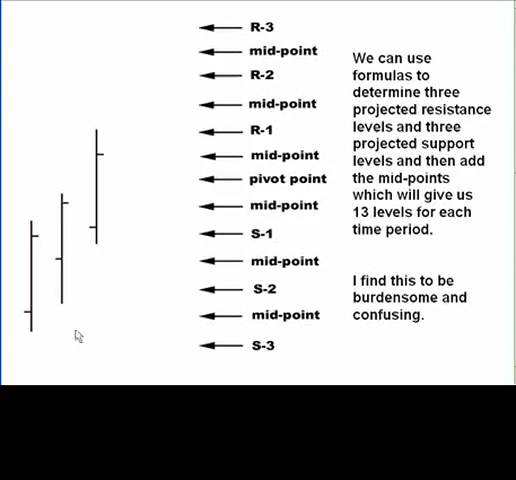 R-3
mid-point
R-2
mid-point
R-1
mid-point
pivot point
mid-point
S-1
mid-point
S-2
mid-point
S-3
We can use
formulas to
determine three
projected resistance
levels and three
projected support
levels and then add
the mid-points
which will give us
13 levels for each
time period.
I find this to be
burdensome and
confusing.